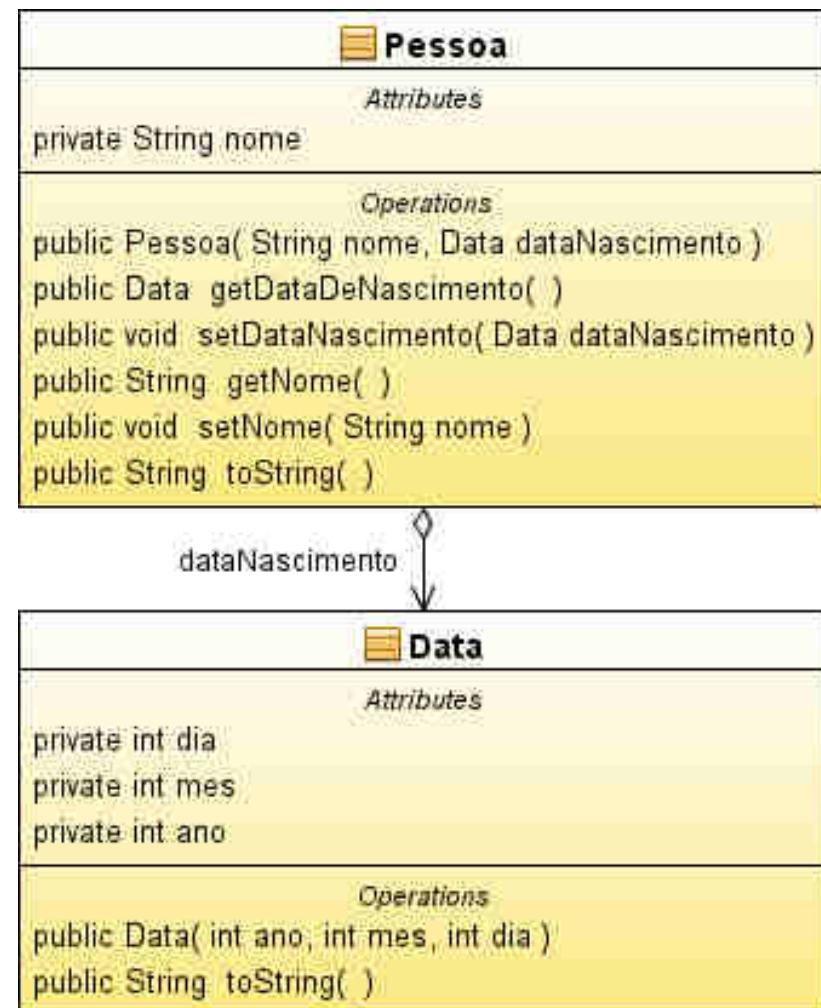 Pessoa
Attributes
private String nome
Operations
public Pessoa( String nome, Data dataNascimento )
public Data getDataDeNascimento( )
public void setDataNascimento( Data dataNascimento )
public String getNome( )
public void setNome( String nome )
public String toString( )
dataNascimento
Data
Attributes
private int dia
private int mes
private int ano
Operations
public Data( int ano, int mes, int dia )
public String toString( )